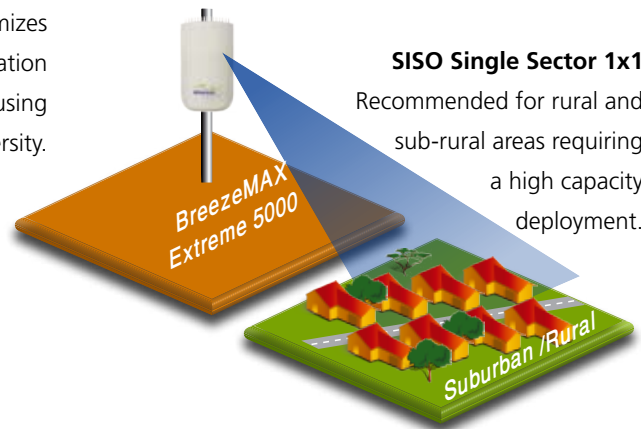 mizes
ation
using
ersity.
SISO Single Sector 1x1
Recommended for rural and
sub-rural areas requiring
a high capacity
deployment.
BreezeMAX
Extreme 5000
Suburban /Rural